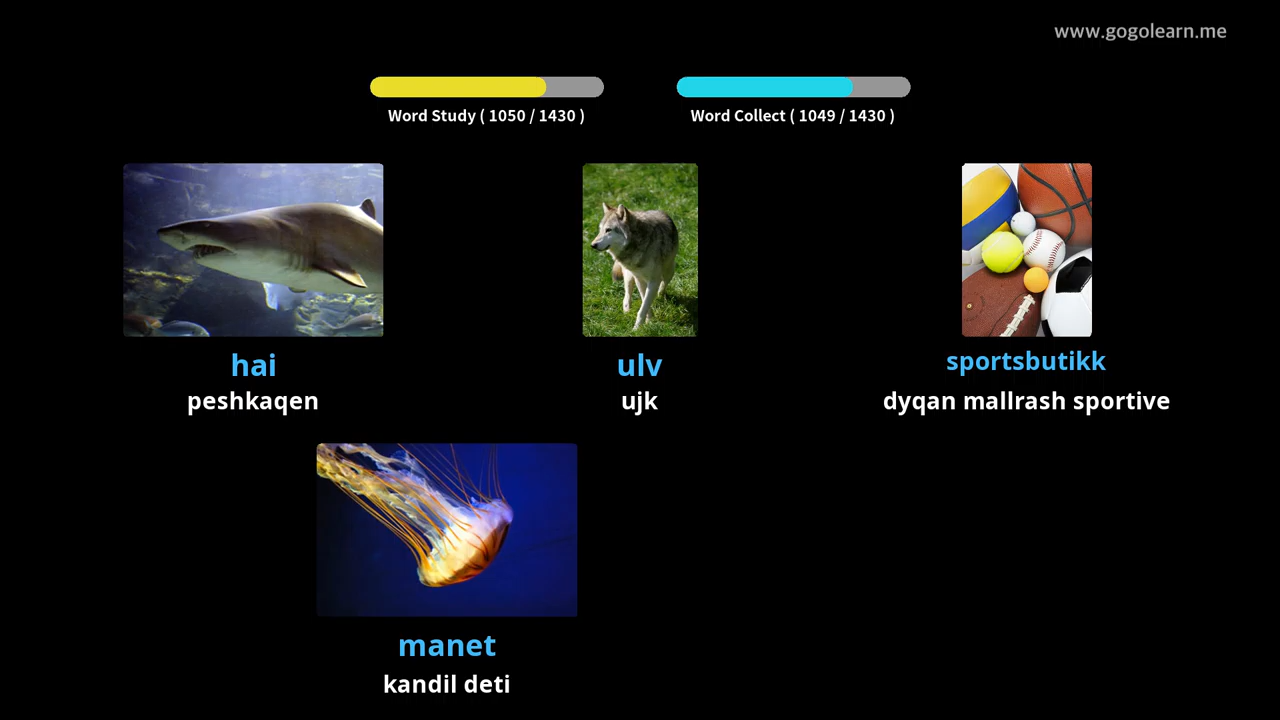 www.gogolearn.me
Word Study ( 1050 / 1430 )
Word Collect ( 1049 / 1430 )
hai
ulv
sportsbutikk
peshkaqen
ujk
dyqan mallrash sportive
manet
kandil deti